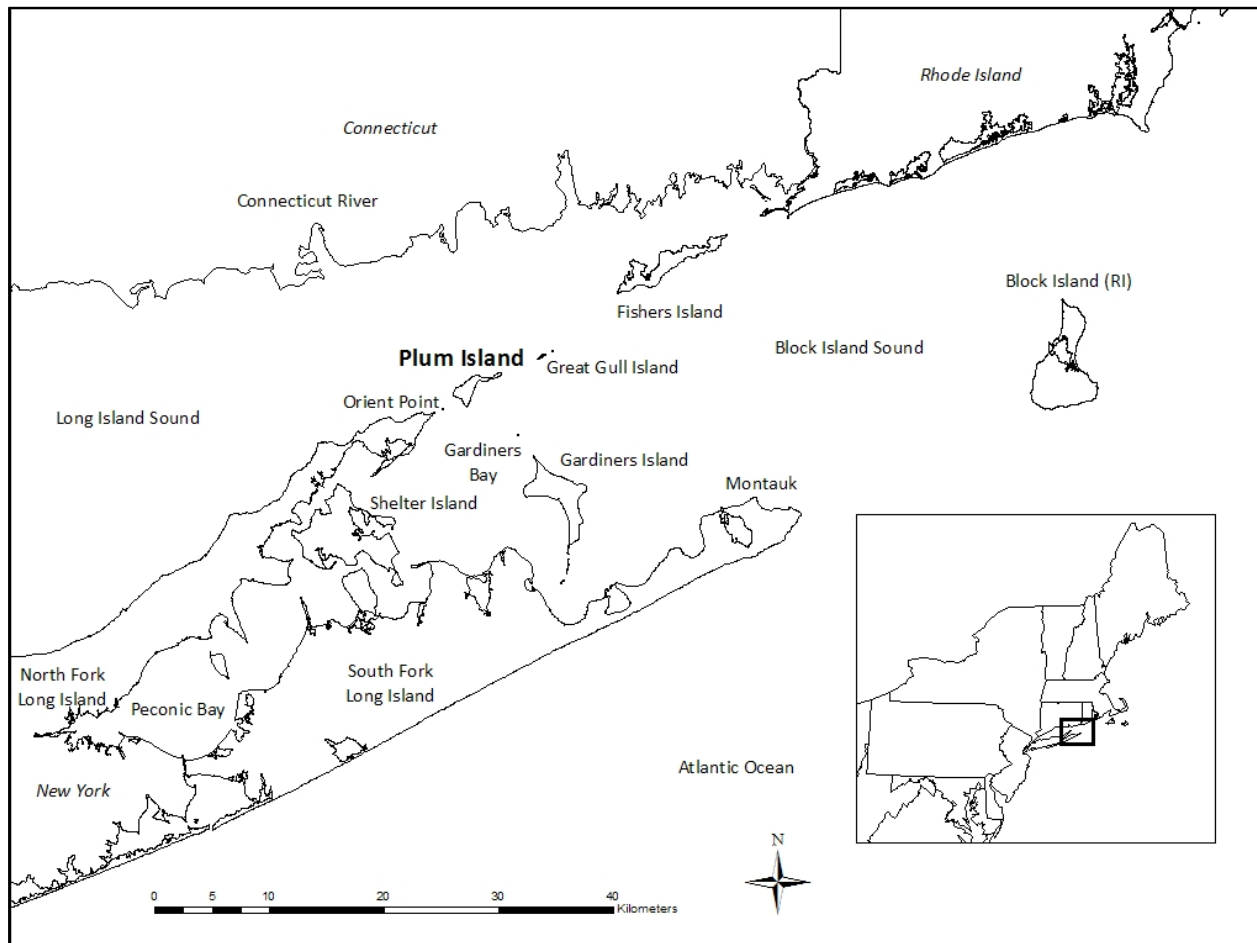 Rhode Island
Connecticut
Connecticut River
Block Island (RI)
Fishers Island
Block Island Sound
Plum Island
Great Gull Island
Orient Point
Long Island Sound
Gardiners
Bay
Gardiners Island
Montauk
Shelter Island
North Fork
Long Island
South Fork
Long Island
Peconic Bay
Atlantic Ocean
New York
N
0 5 10 20 30 40
Kilometers